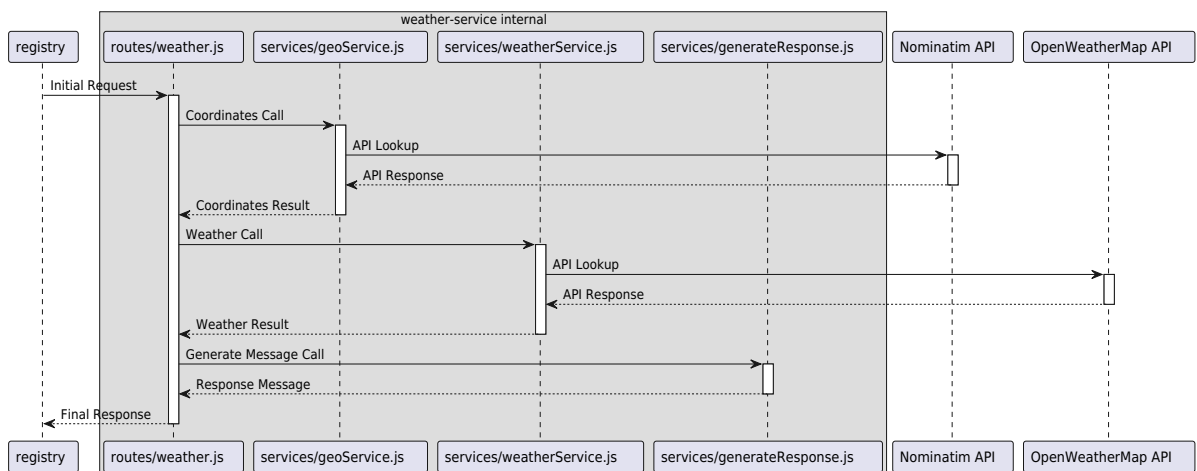 weather-service internal
registry routes/weather.js services/geoService.js services/weatherService.js services/generateResponse.js Nominatim API OpenWeatherMap API
Initial Request
Coordinates Call
API Lookup
API Response
Coordinates Result
Weather Call
API Lookup
API Response
Weather Result
Generate Message Call
Response Message
Final Response
registry routes/weather.js services/geoService.js services/weatherService.js services/generateResponse.js Nominatim API OpenWeatherMap API